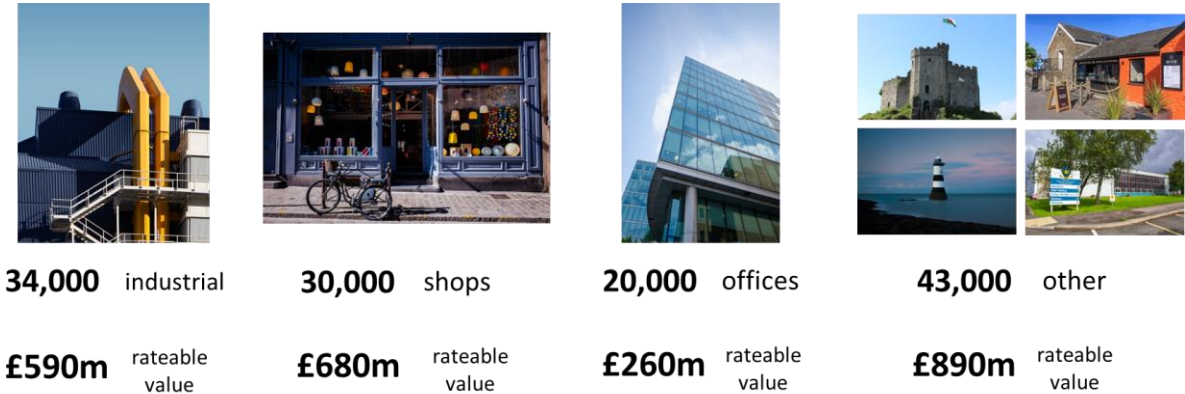 34,000 industrial
30,000 shops
20,000 offices
43,000 other
£590m rateable value
£680m rateable value
£260m rateable value
£890m rateable value